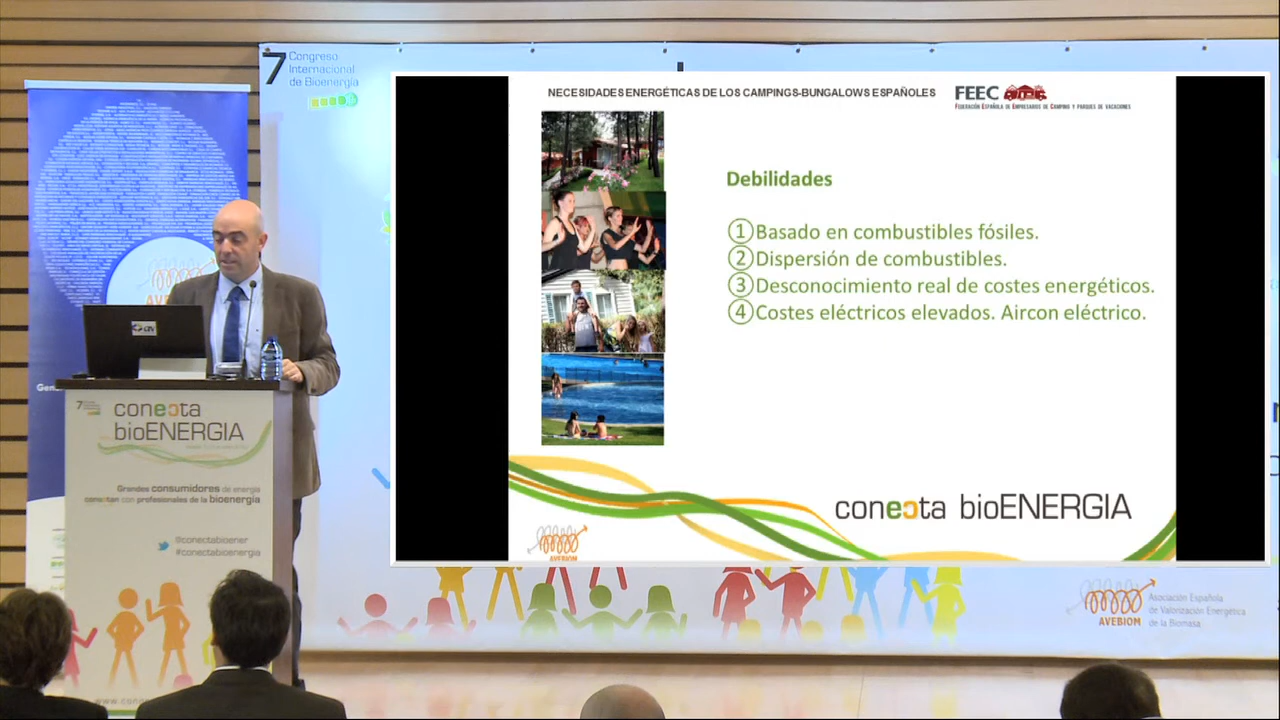 7 Congreso
Internacional
de Bioenergía
NECESIDADES ENERGÉTICAS DE LOS CAMPINGS-BUNGALOWS ESPAÑOLES
FEEC
Federación Española de Empresarios de Camping y Parques de Vacaciones
Debilidades
① Basado en combustibles fósiles.
② Dispersión de combustibles.
③ Desconocimiento real de costes energéticos.
④ Costes eléctricos elevados. Aircon eléctrico.
conecta bioENERGIA
AVEBIOM
conecta
bioENERGIA
Grandes consumidores de energía
conectan con profesionales de la bioenergía
@conectabioener
#conectabioenergia
AVEBIOM
Asociación Española
de Valorización Energética
de la Biomasa